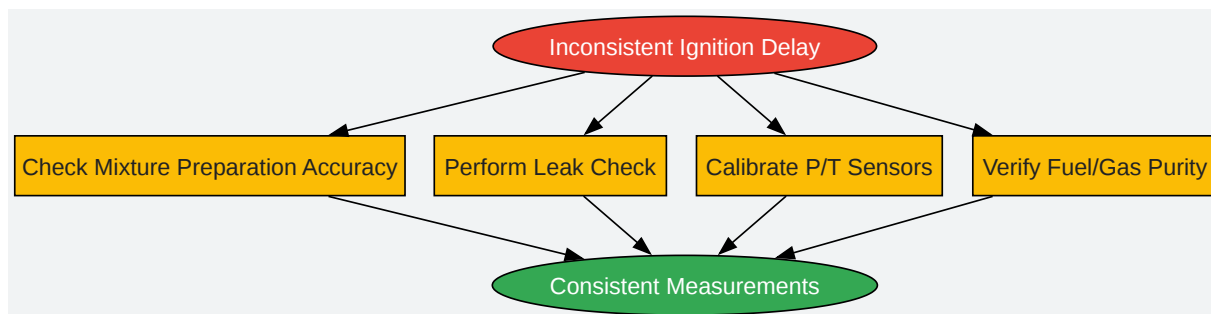 Inconsistent Ignition Delay
Check Mixture Preparation Accuracy
Perform Leak Check
Calibrate P/T Sensors
Verify Fuel/Gas Purity
Consistent Measurements